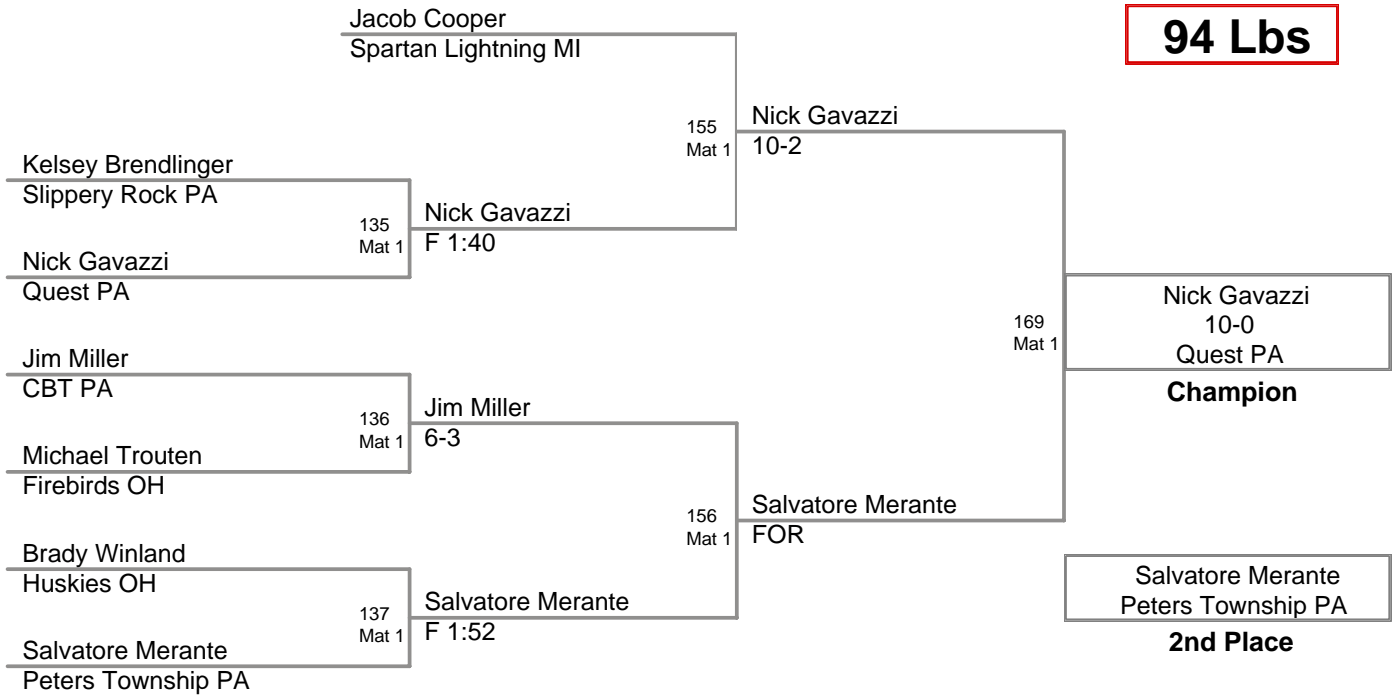 Jacob Cooper
Spartan Lightning MI
94 Lbs
155
Mat 1
Nick Gavazzi
10-2
Kelsey Brendlinger
Slippery Rock PA
135
Mat 1
Nick Gavazzi
F 1:40
Nick Gavazzi
Quest PA
169
Mat 1
Nick Gavazzi
10-0
Quest PA
Champion
Jim Miller
CBT PA
136
Mat 1
Jim Miller
6-3
Michael Trouten
Firebirds OH
156
Mat 1
Salvatore Merante
FOR
Brady Winland
Huskies OH
137
Mat 1
Salvatore Merante
F 1:52
Salvatore Merante
Peters Township PA
Salvatore Merante
Peters Township PA
2nd Place